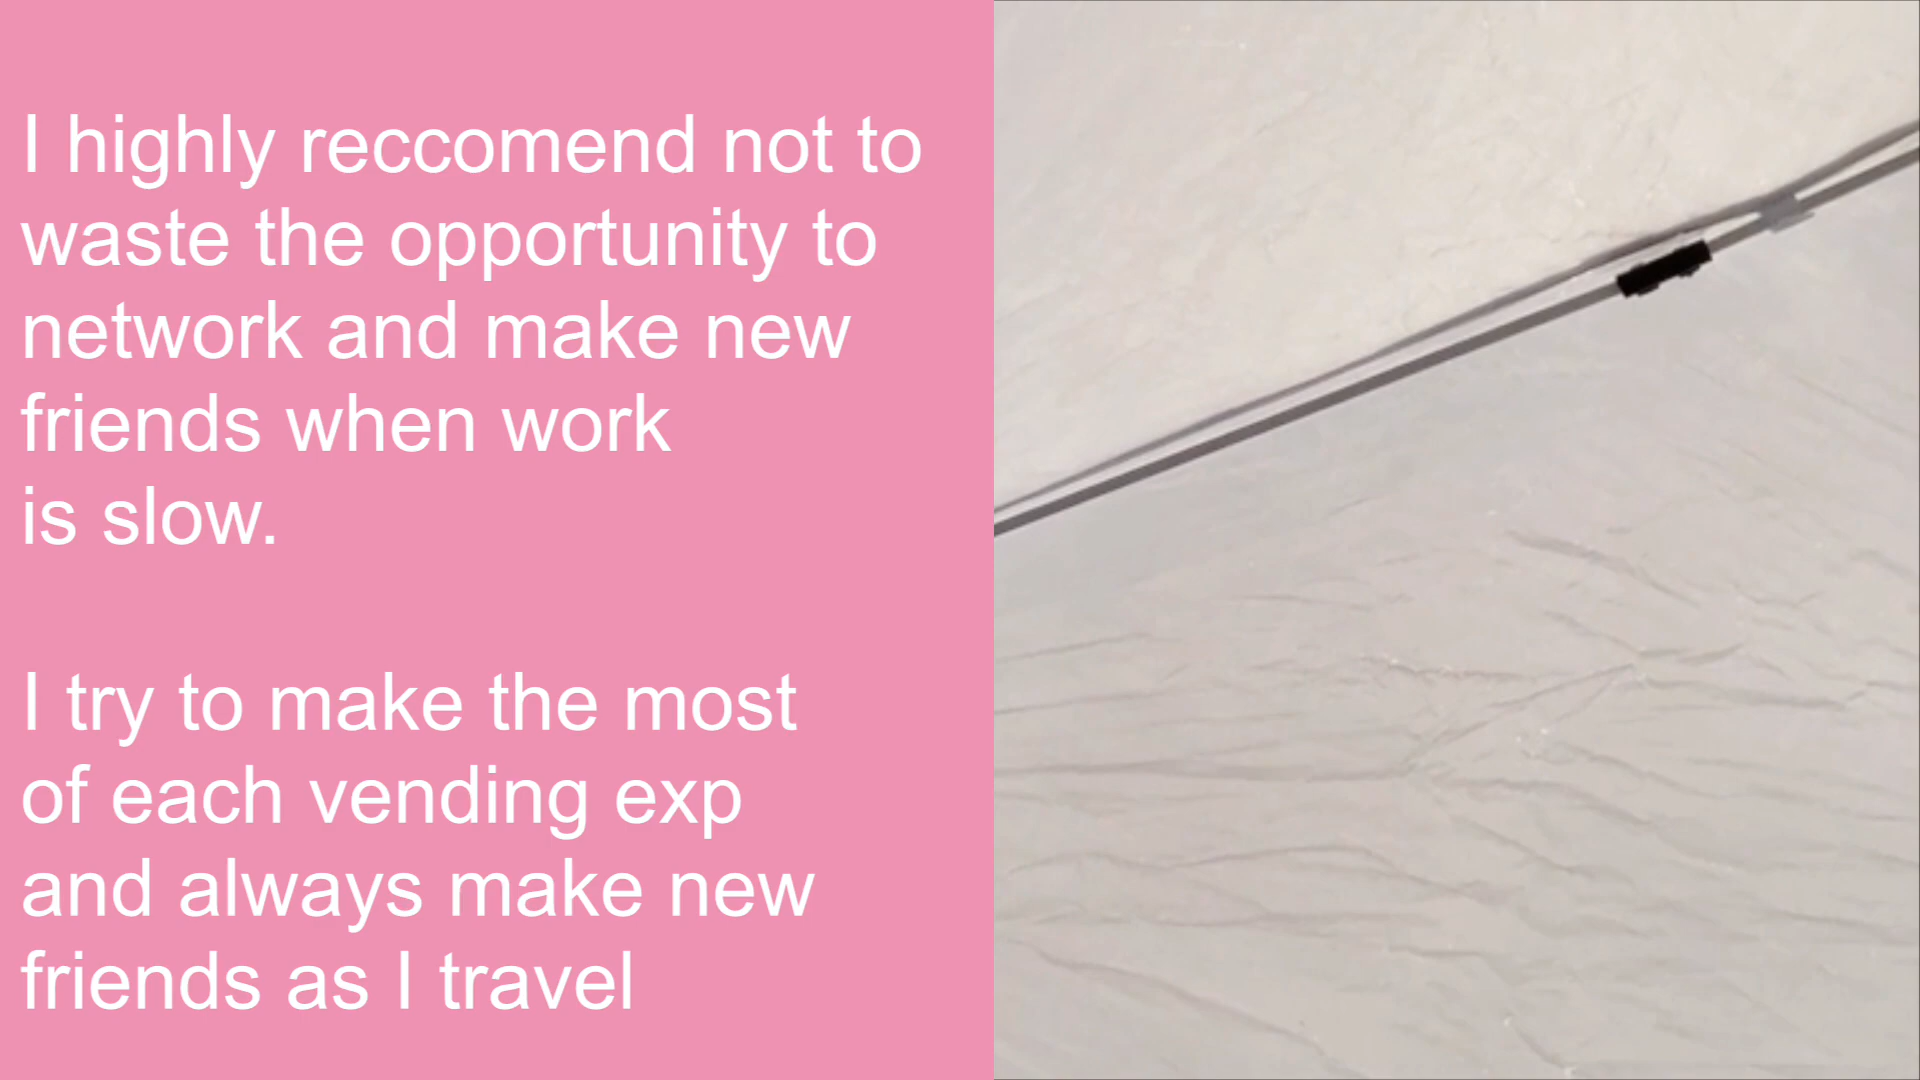 I highly reccomend not to
waste the opportunity to
network and make new
friends when work
is slow.
I try to make the most
of each vending exp
and always make new
friends as I travel